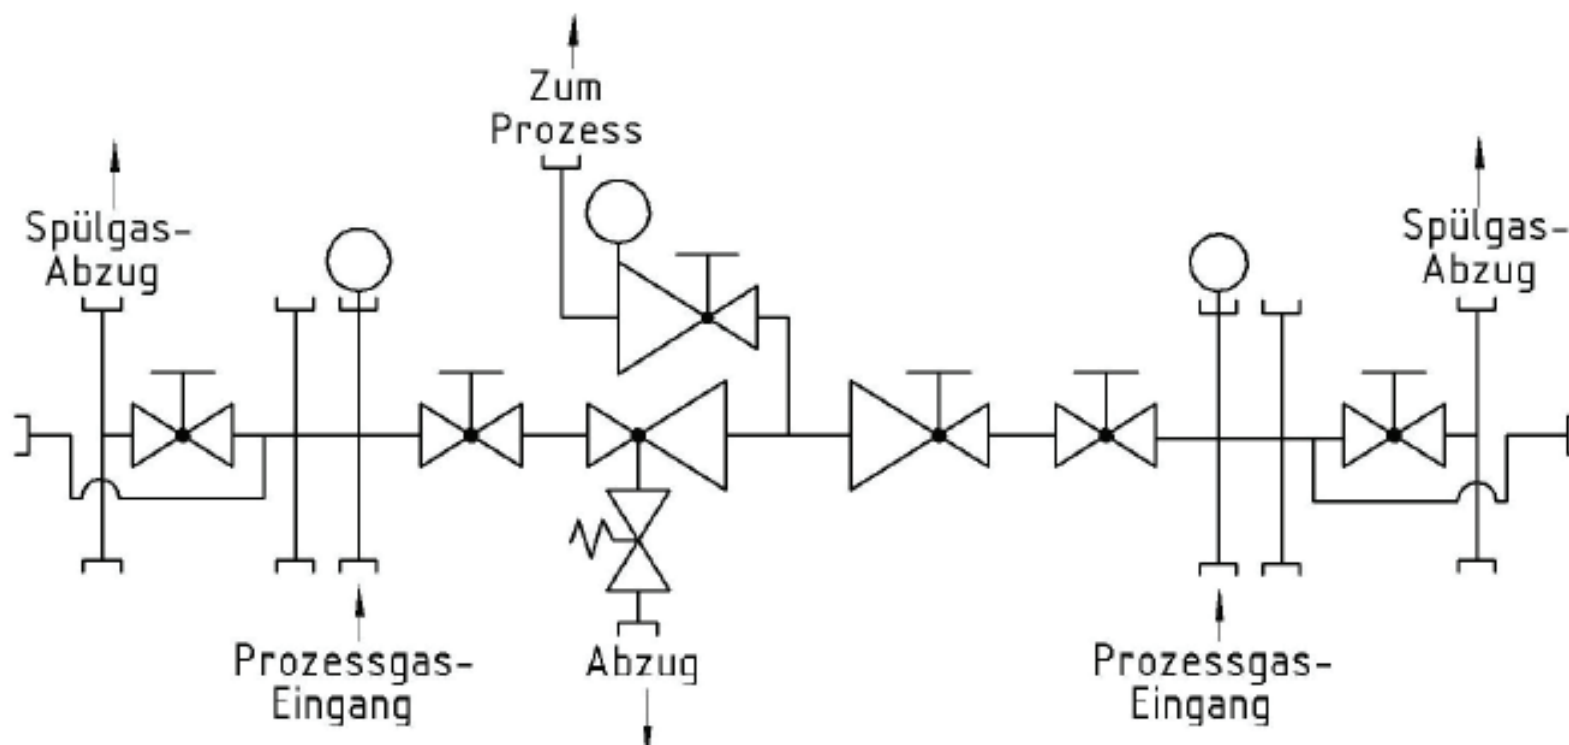 Zum
Prozess
Spülgas-
Abzug
Spülgas-
Abzug
Prozessgas-
Eingang
Abzug
Prozessgas-
Eingang